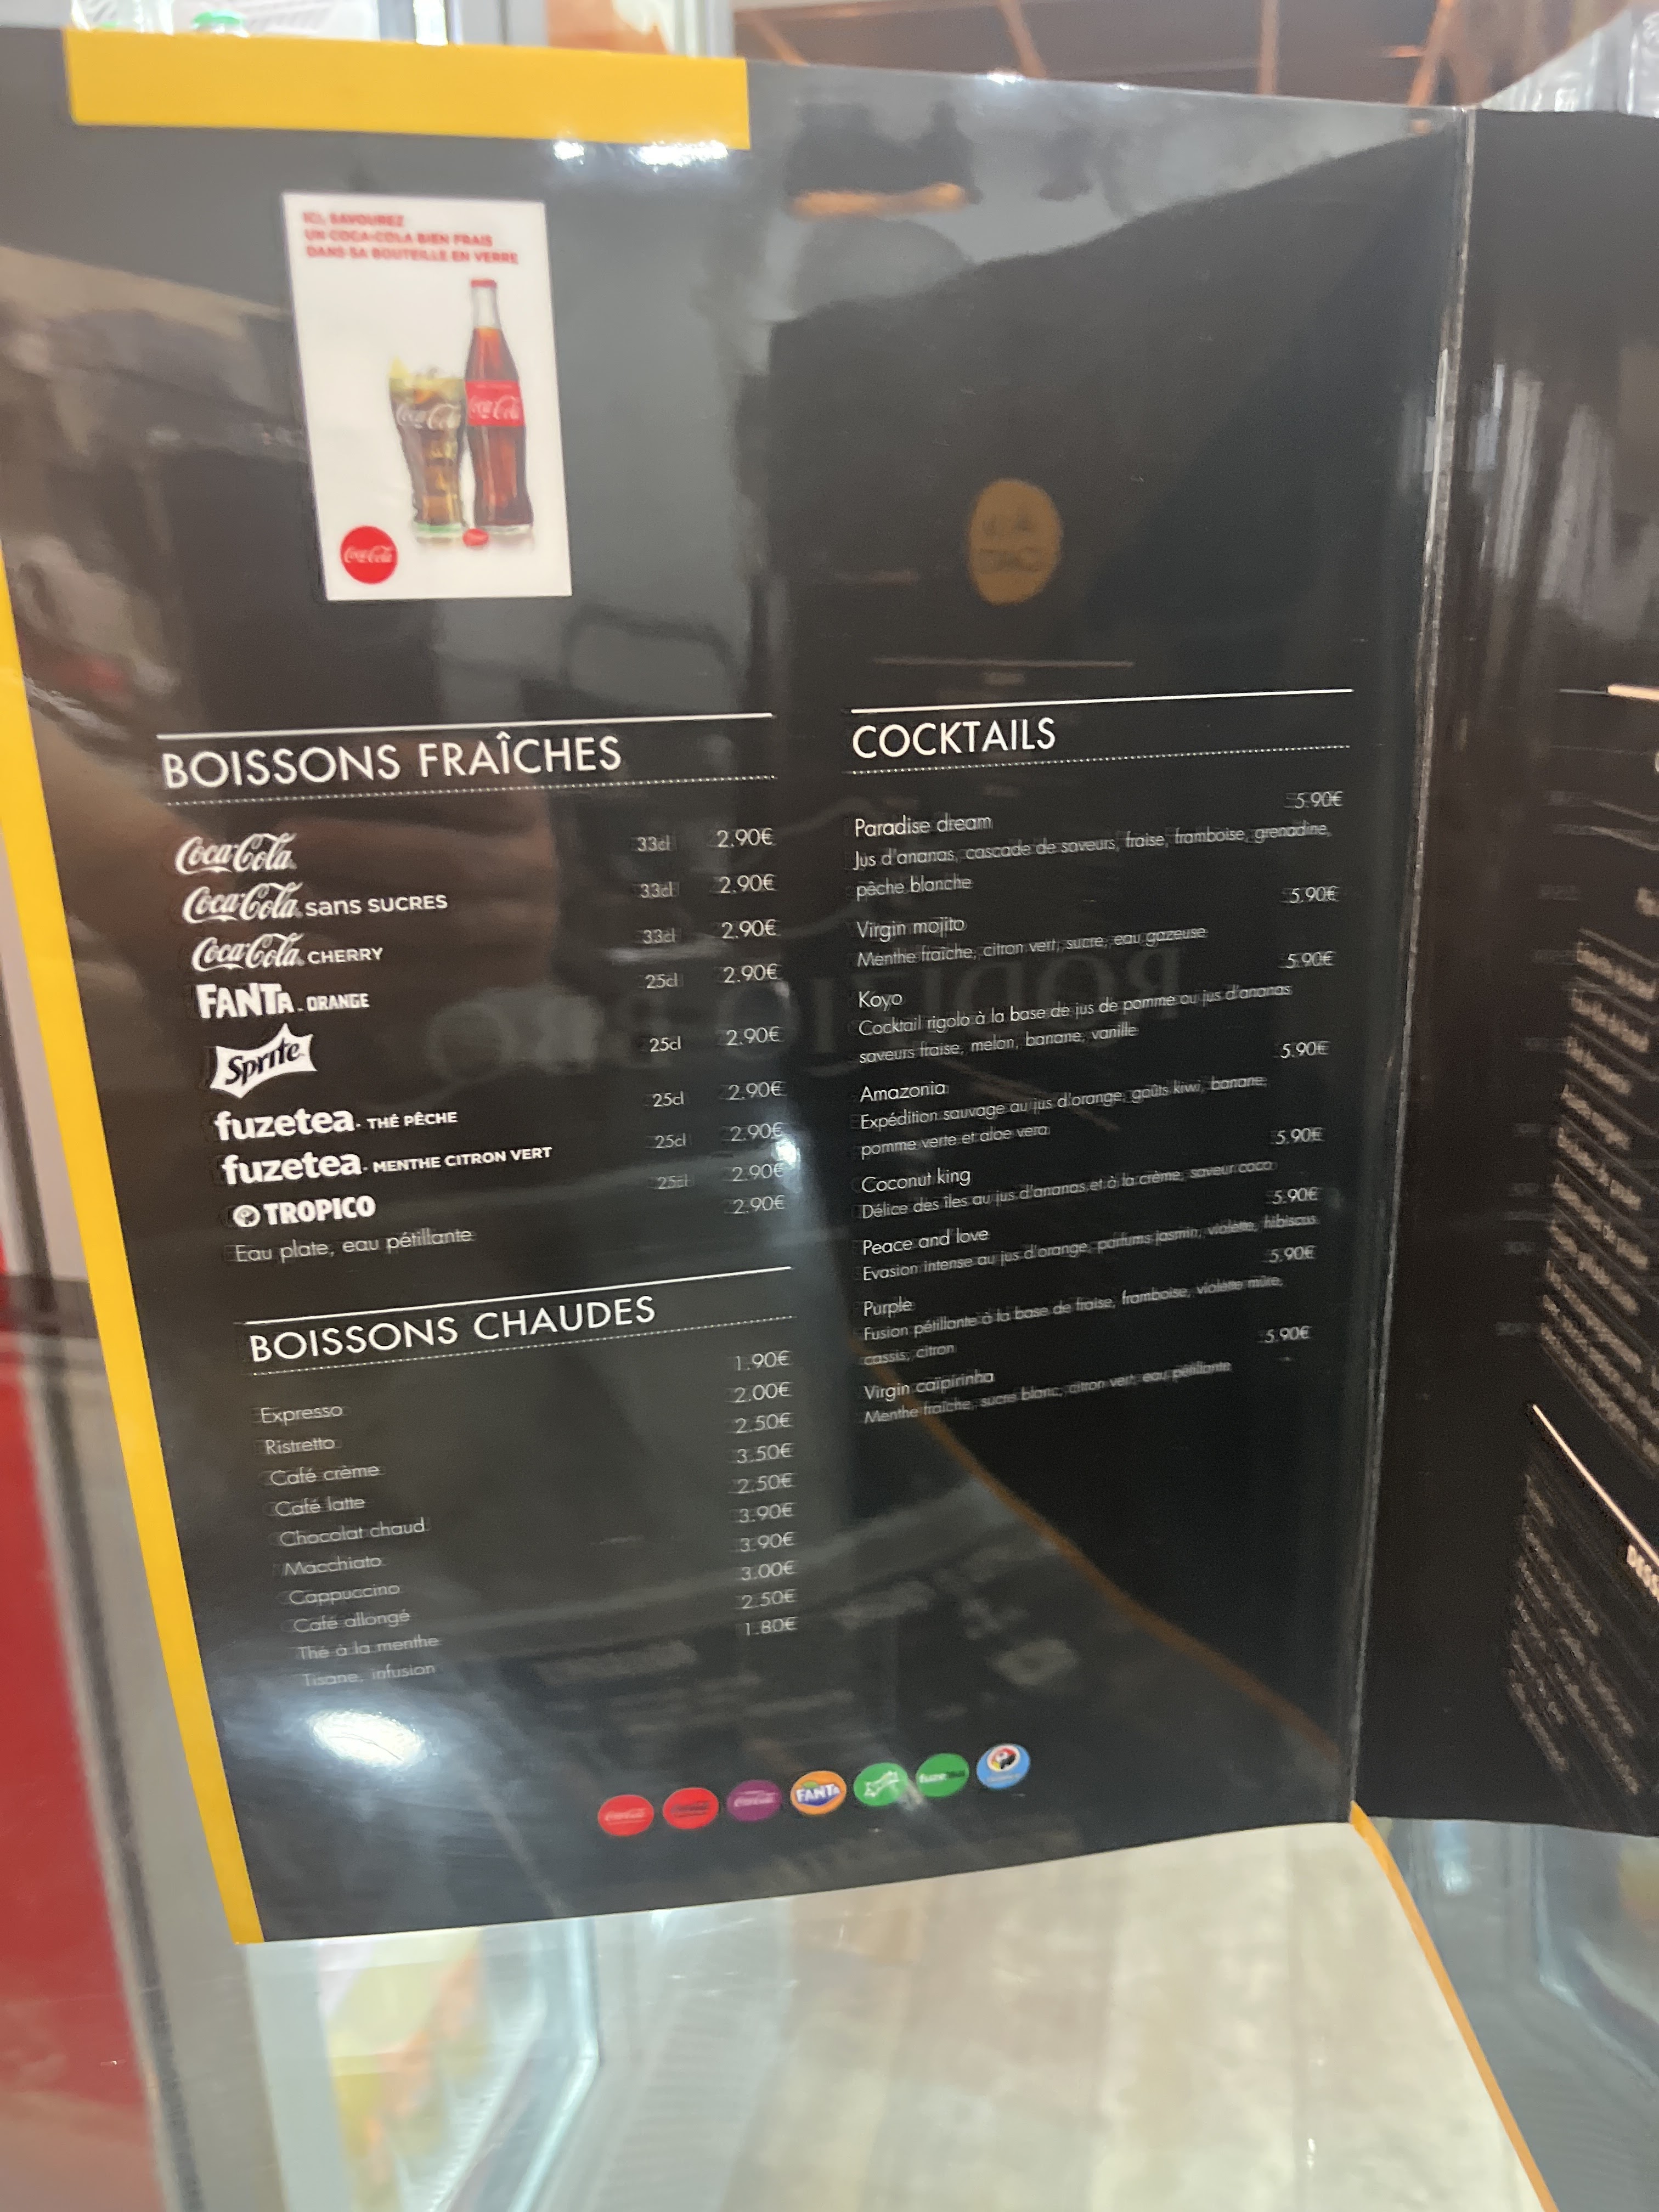 ICI, SAVOUREZ
UN COCA-COLA BIEN FRAIS
DANS SA BOUTEILLE EN VERRE
Coca-Cola
Coca-Cola
Coca-Cola
BOISSONS FRAÎCHES
Coca-Cola 33cl 2.90€
Coca-Cola sans SUCRES 33cl 2.90€
Coca-Cola CHERRY 33cl 2.90€
FANTA ORANGE 25cl 2.90€
Sprite 25cl 2.90€
fuzetea THÉ PÊCHE 25cl 2.90€
fuzetea MENTHE CITRON VERT 25cl 2.90€
TROPICO 25cl 2.90€
Eau plate, eau pétillante 2.90€
BOISSONS CHAUDES
Expresso 1.90€
Ristretto 2.00€
Café crème 2.50€
Café latte 3.50€
Chocolat chaud 2.50€
Macchiato 3.90€
Cappuccino 3.90€
Café allongé 3.00€
Thé à la menthe 2.50€
Tisane, infusion 1.80€
COCKTAILS
Paradise dream 5.90€
Jus d'ananas, cascade de saveurs, fraise, framboise, grenadine,
pêche blanche
Virgin mojito 5.90€
Menthe fraîche, citron vert, sucre, eau gazeuse
Koyo 5.90€
Cocktail rigolo à la base de jus de pomme ou jus d'ananas
saveurs fraise, melon, banane, vanille
Amazonia 5.90€
Expédition sauvage au jus d'orange, goûts kiwi, banane,
pomme verte et aloe vera
Coconut king 5.90€
Délice des îles au jus d'ananas et à la crème, saveur coco
Peace and love 5.90€
Evasion intense au jus d'orange, parfums jasmin, violette, hibiscus
Purple 5.90€
Fusion pétillante à la base de fraise, framboise, violette mûre,
cassis, citron
Virgin caïpirinha 5.90€
Menthe fraîche, sucre blanc, citron vert, eau pétillante
FANTA